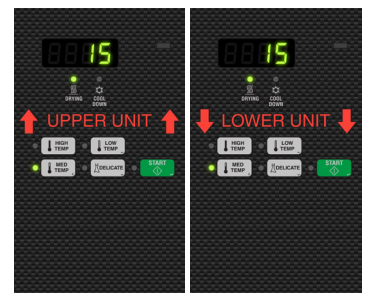 15
DRYING
COOL
DOWN
UPPER UNIT
HIGH
TEMP
LOW
TEMP
MED
TEMP
DELICATE
START
15
DRYING
COOL
DOWN
LOWER UNIT
HIGH
TEMP
LOW
TEMP
MED
TEMP
DELICATE
START